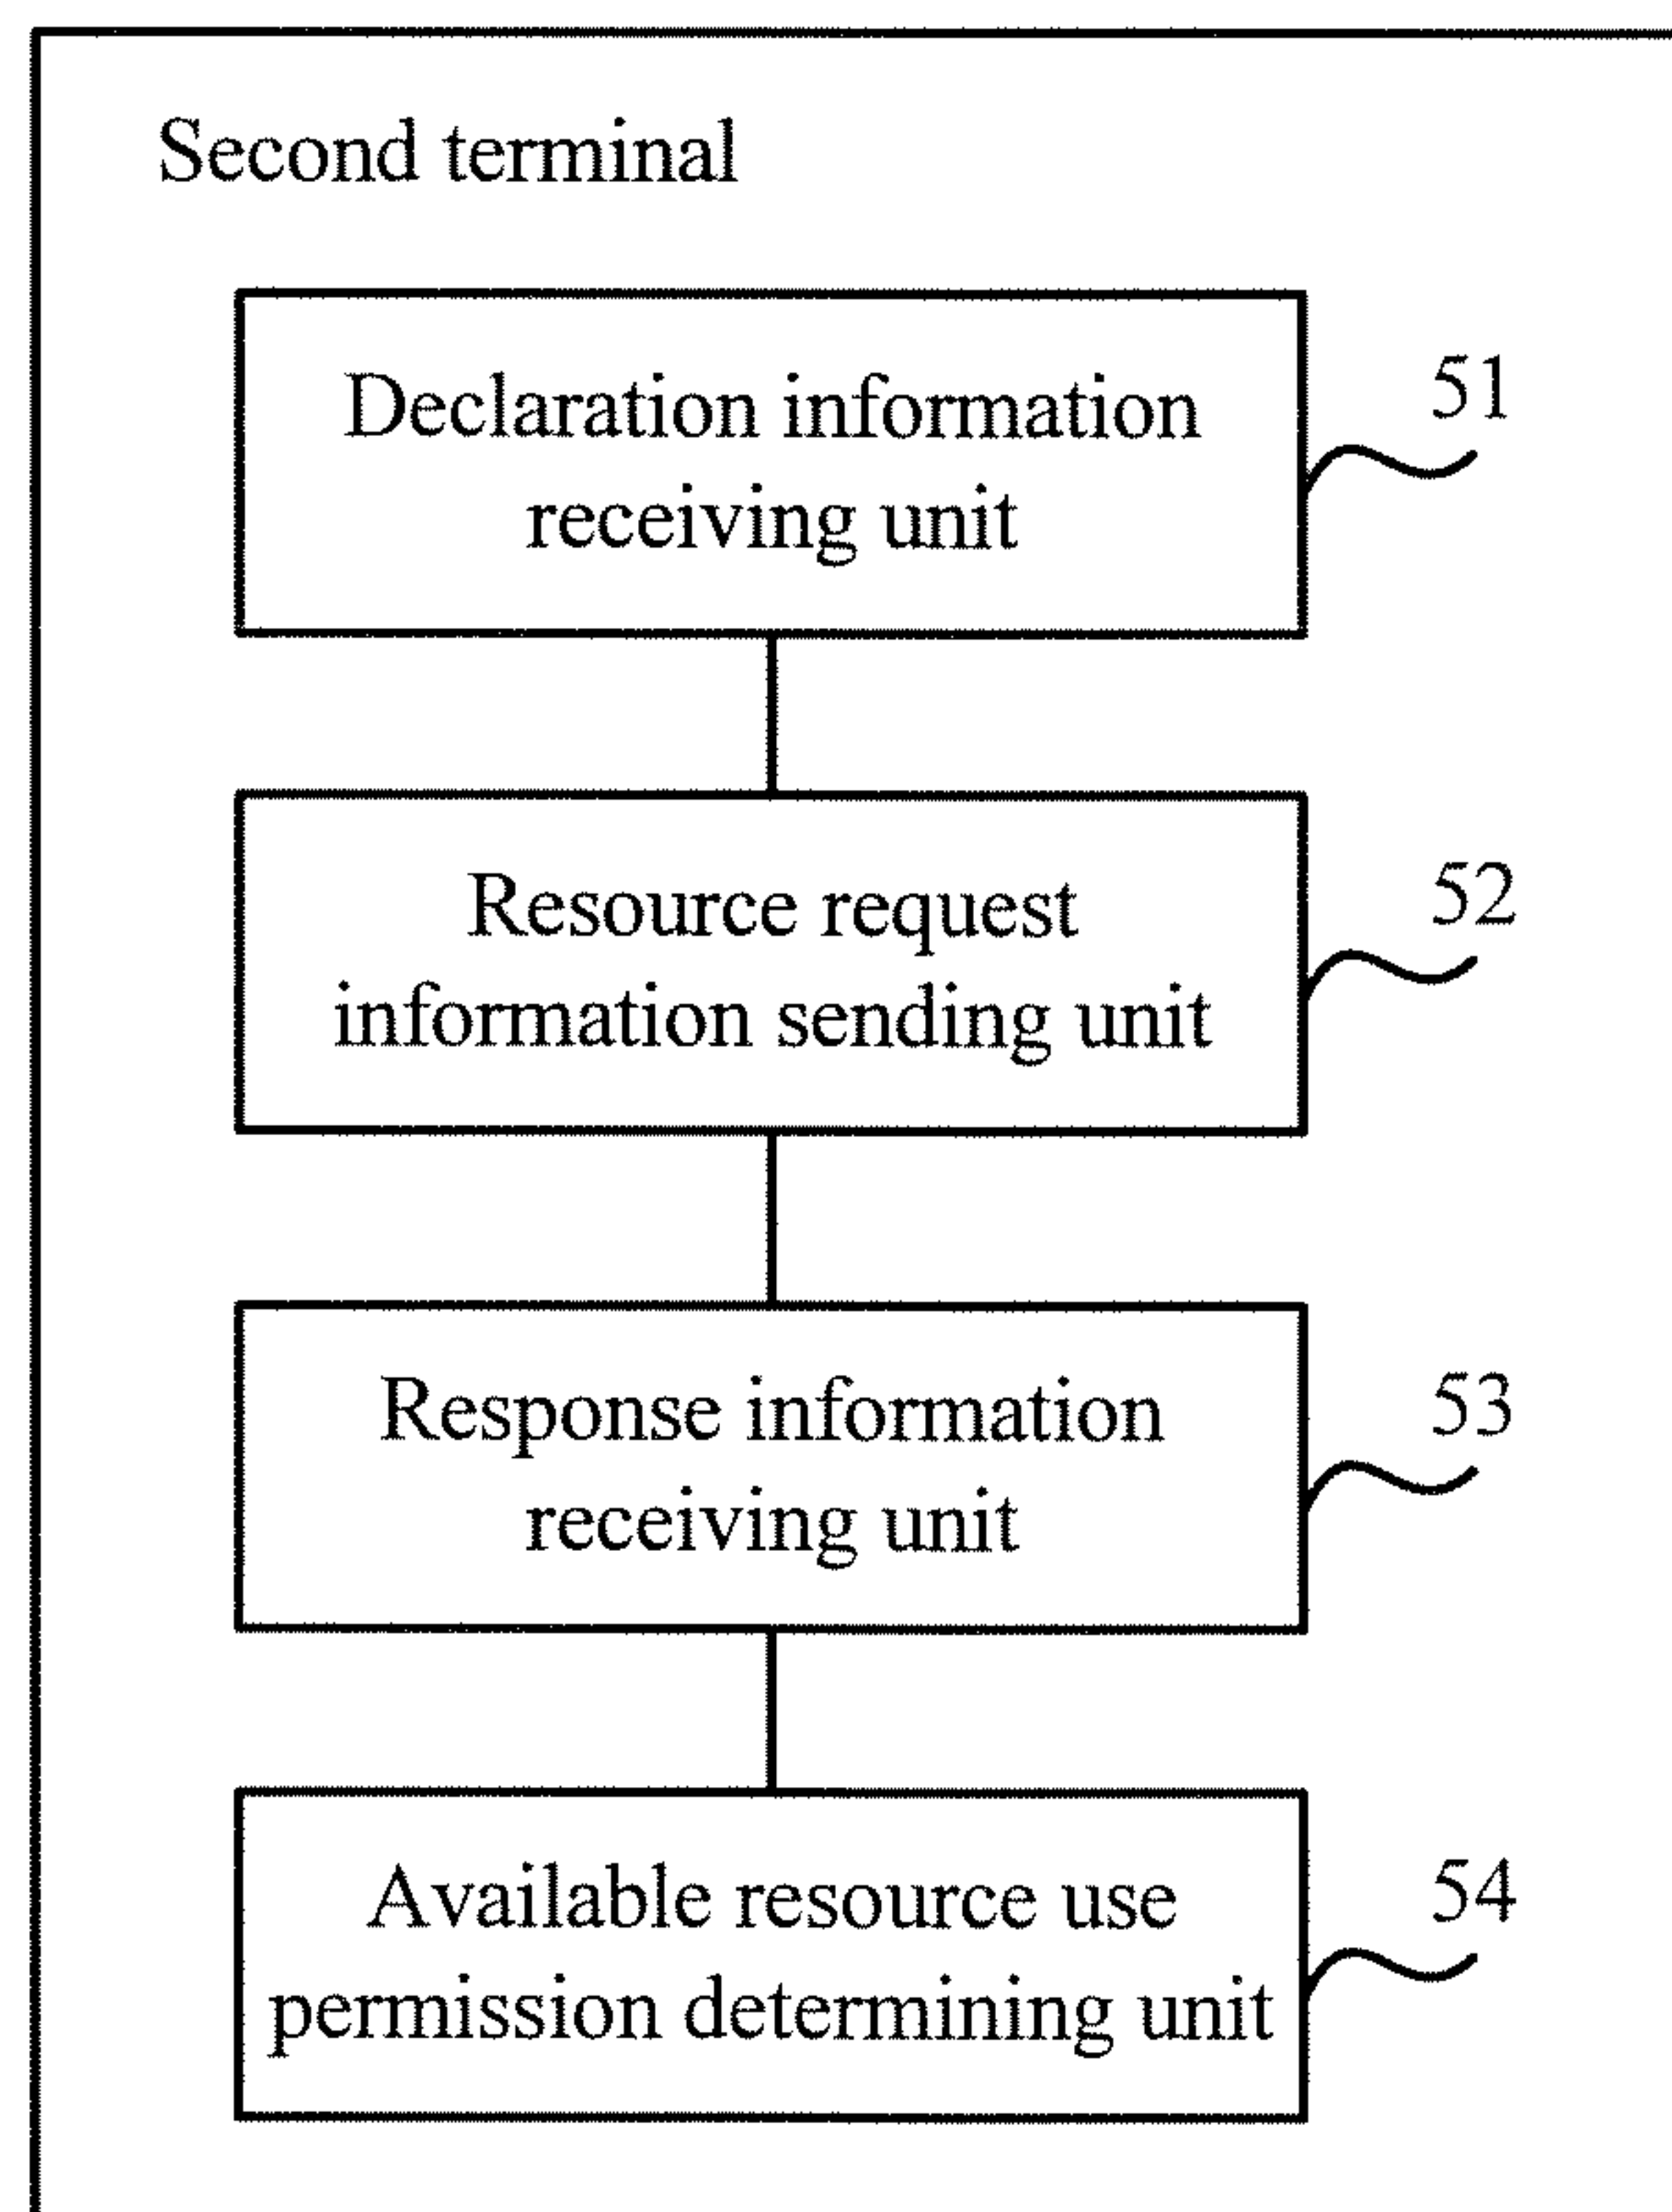 Second terminal
Declaration information
receiving unit
51
Resource request
information sending unit
52
Response information
receiving unit
53
Available resource use
permission determining unit
54